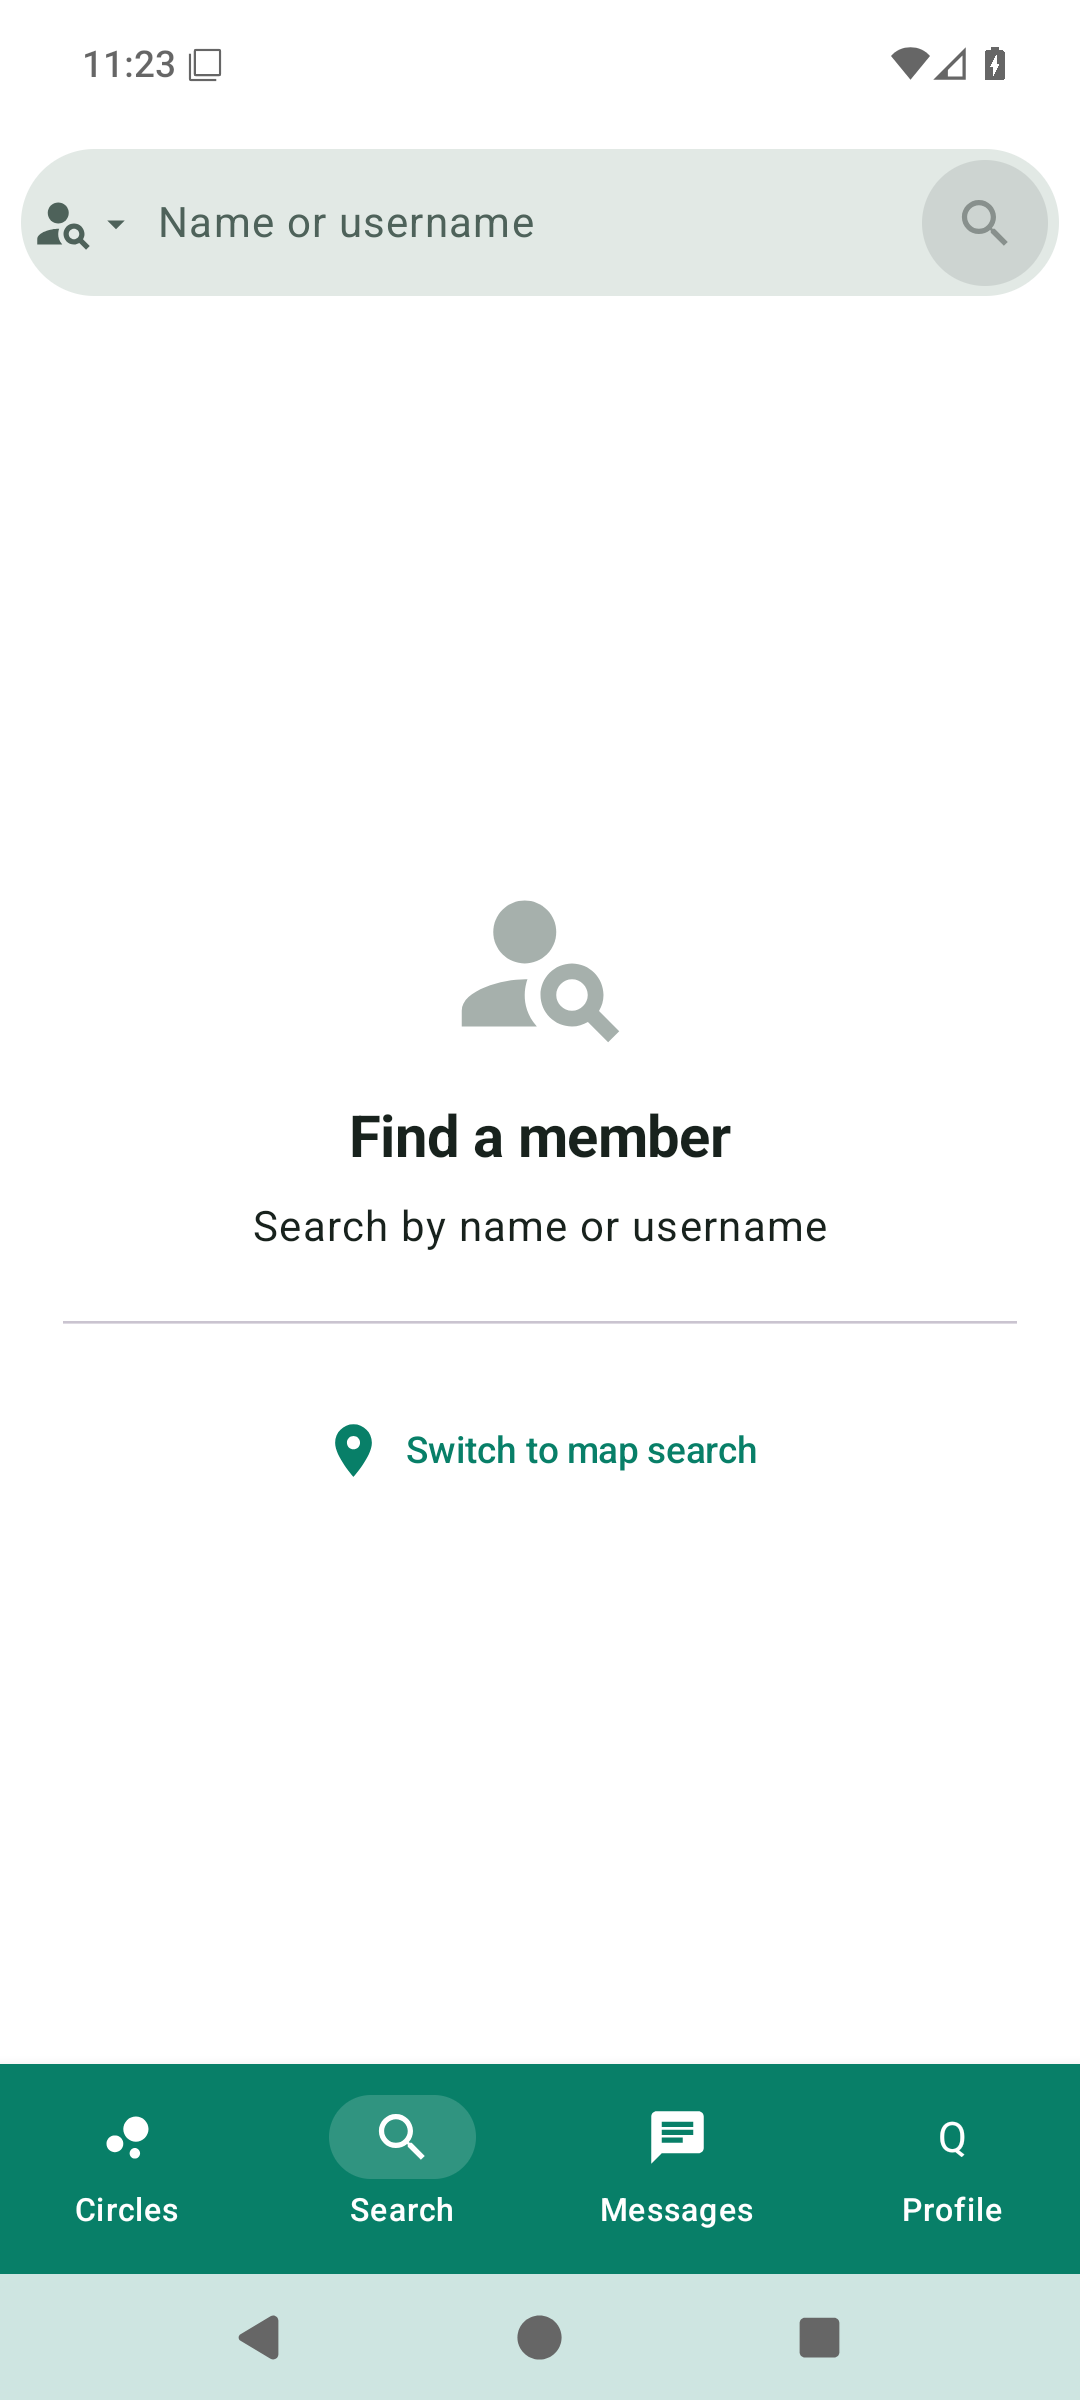 11:23
Name or username
Find a member
Search by name or username
Switch to map search
Q
Circles
Search
Messages
Profile